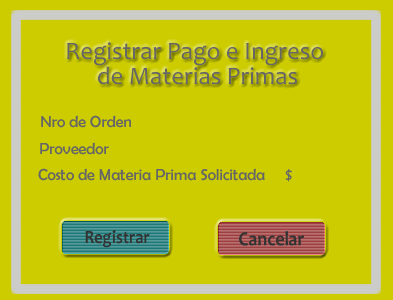 Registrar Pago e Ingreso
de Materias Primas
Nro de Orden
Proveedor
Costo de Materia Prima Solicitada $
Registrar Cancelar